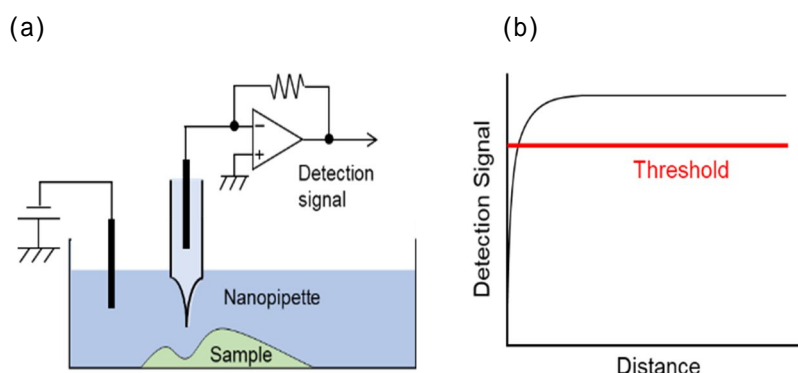 (a)
(b)
−
+
Detection
signal
Nanopipette
Sample
Detection Signal
Threshold
Distance